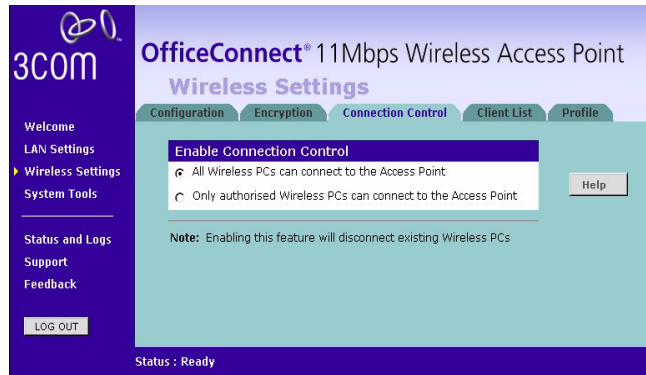 3com
OfficeConnect® 11Mbps Wireless Access Point
Wireless Settings
Configuration Encryption Connection Control Client List Profile
Welcome
LAN Settings
Wireless Settings
System Tools
Status and Logs
Support
Feedback
LOG OUT
Enable Connection Control
All Wireless PCs can connect to the Access Point
Only authorised Wireless PCs can connect to the Access Point
Help
Note: Enabling this feature will disconnect existing Wireless PCs
Status : Ready